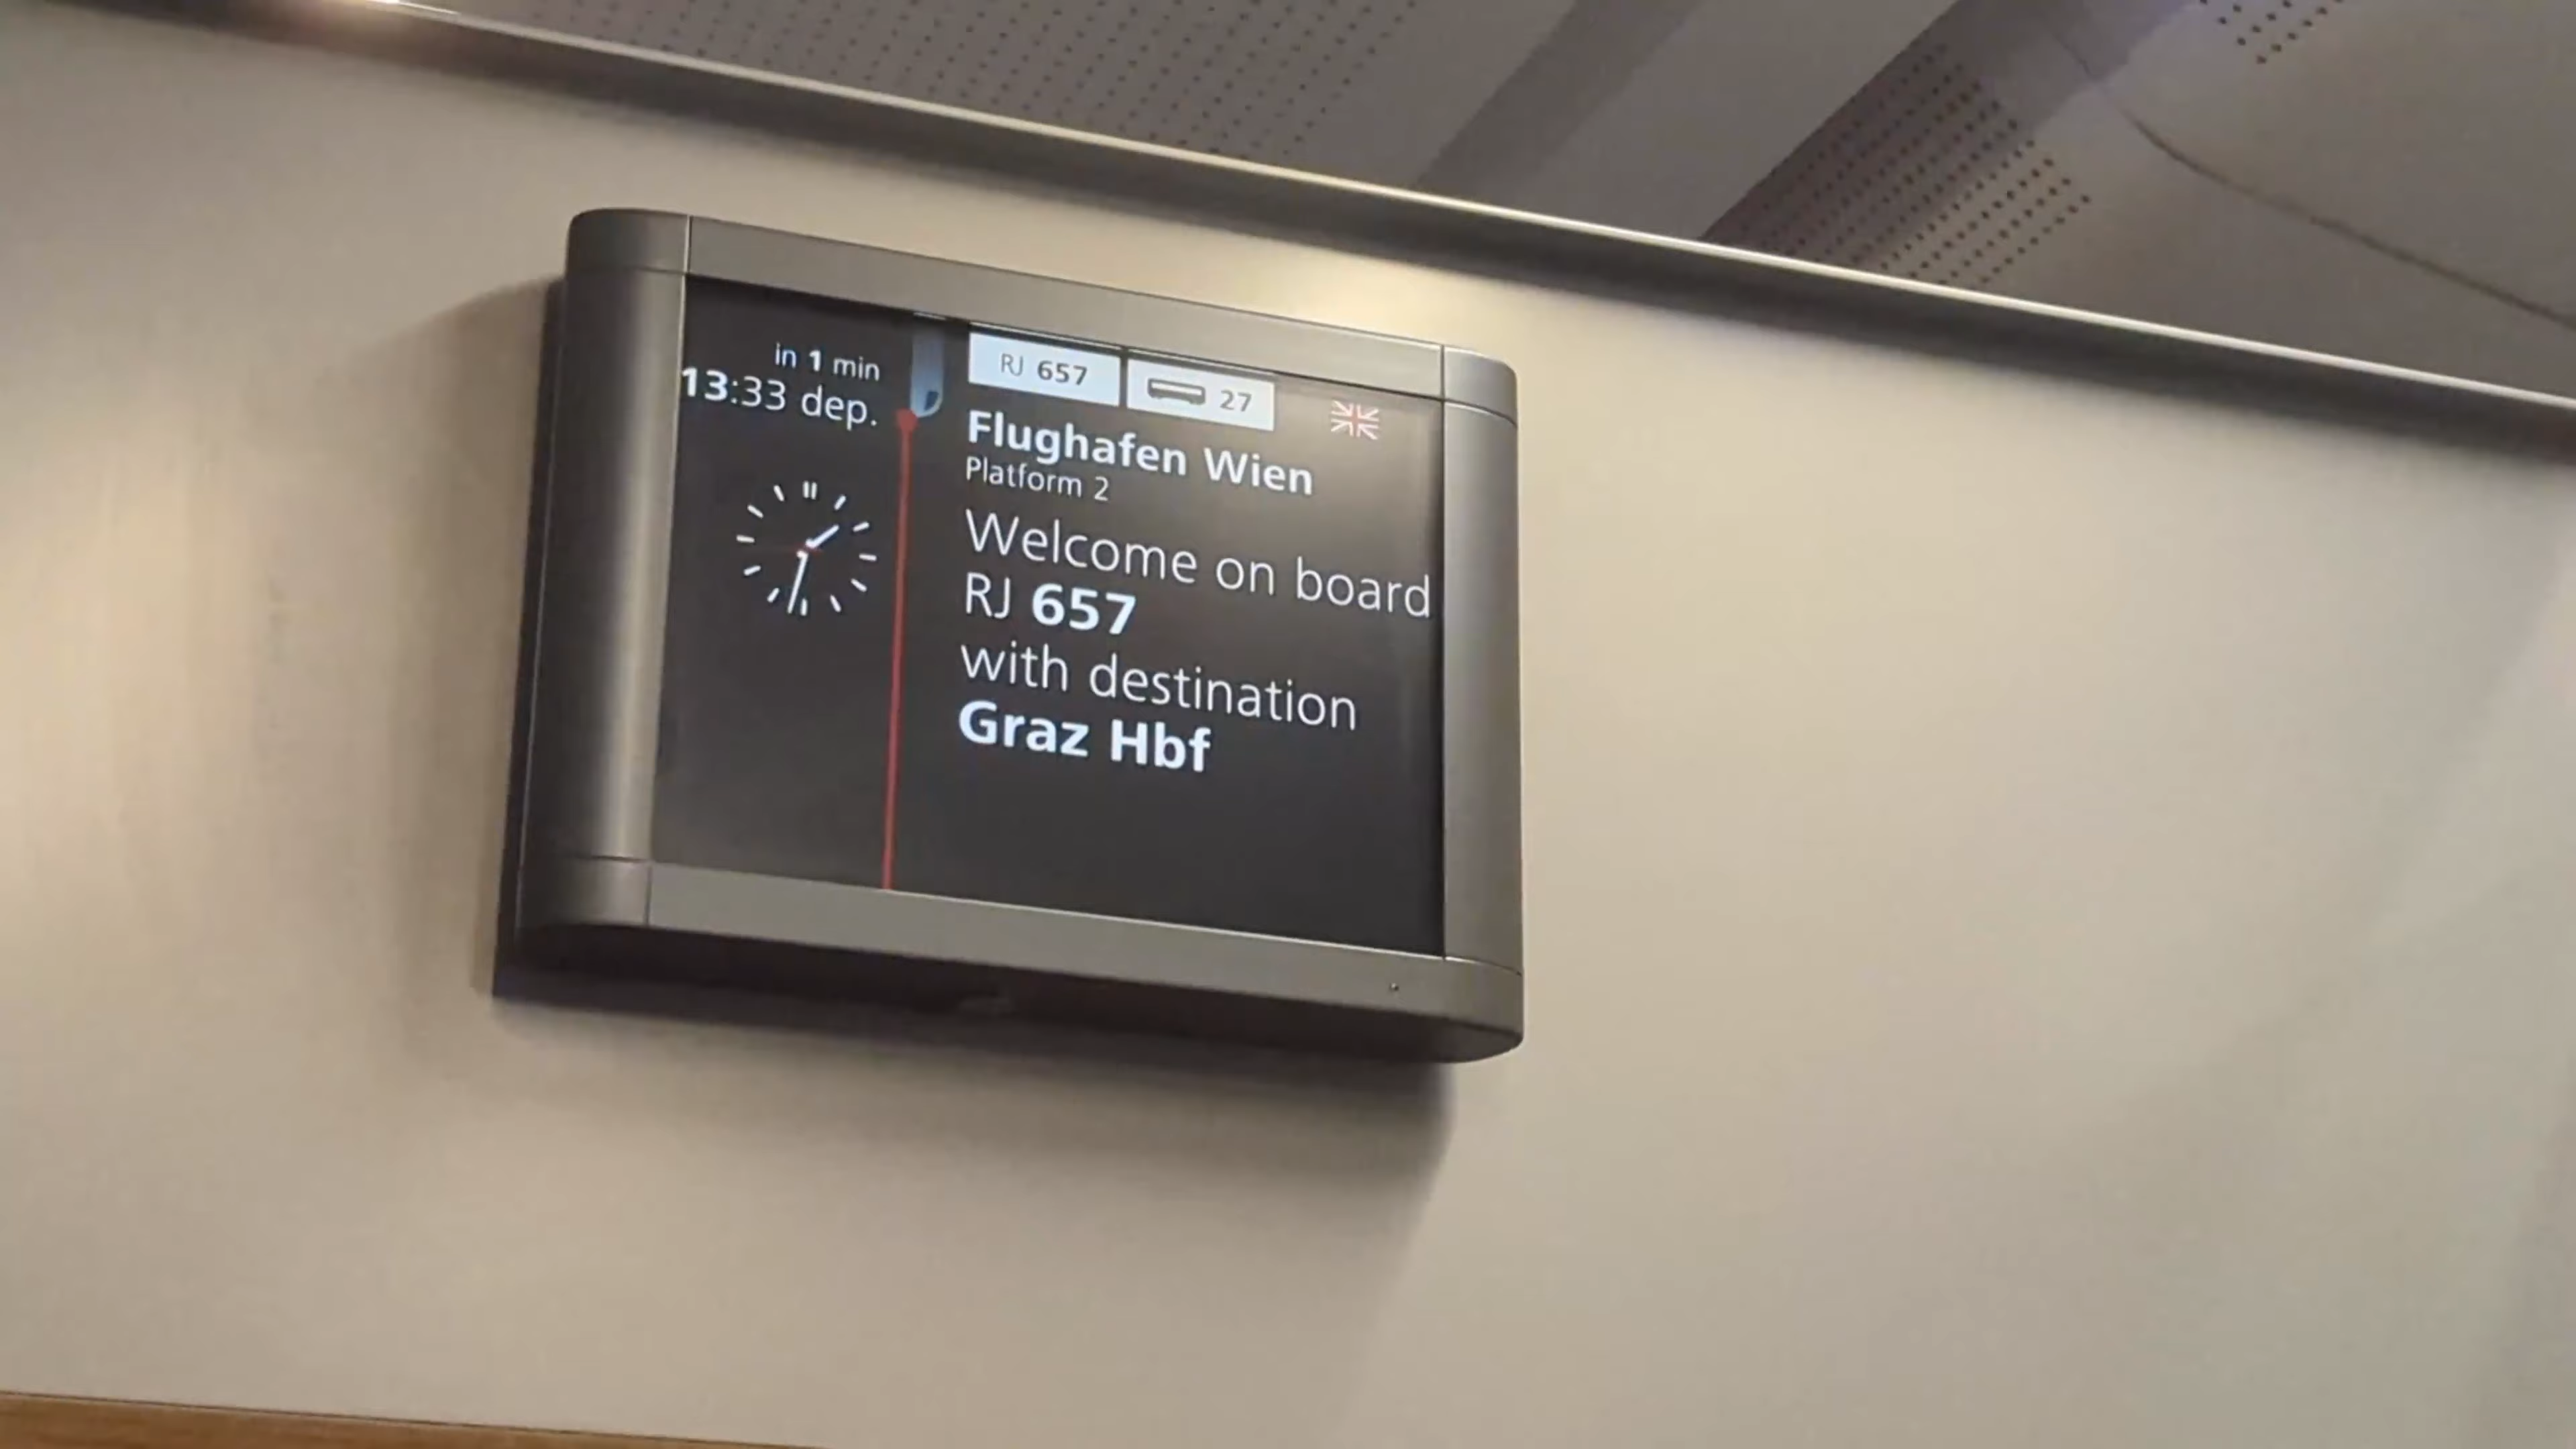 in 1 min
13:33 dep.
RJ 657
27
Flughafen Wien
Platform 2
Welcome on board
RJ 657
with destination
Graz Hbf